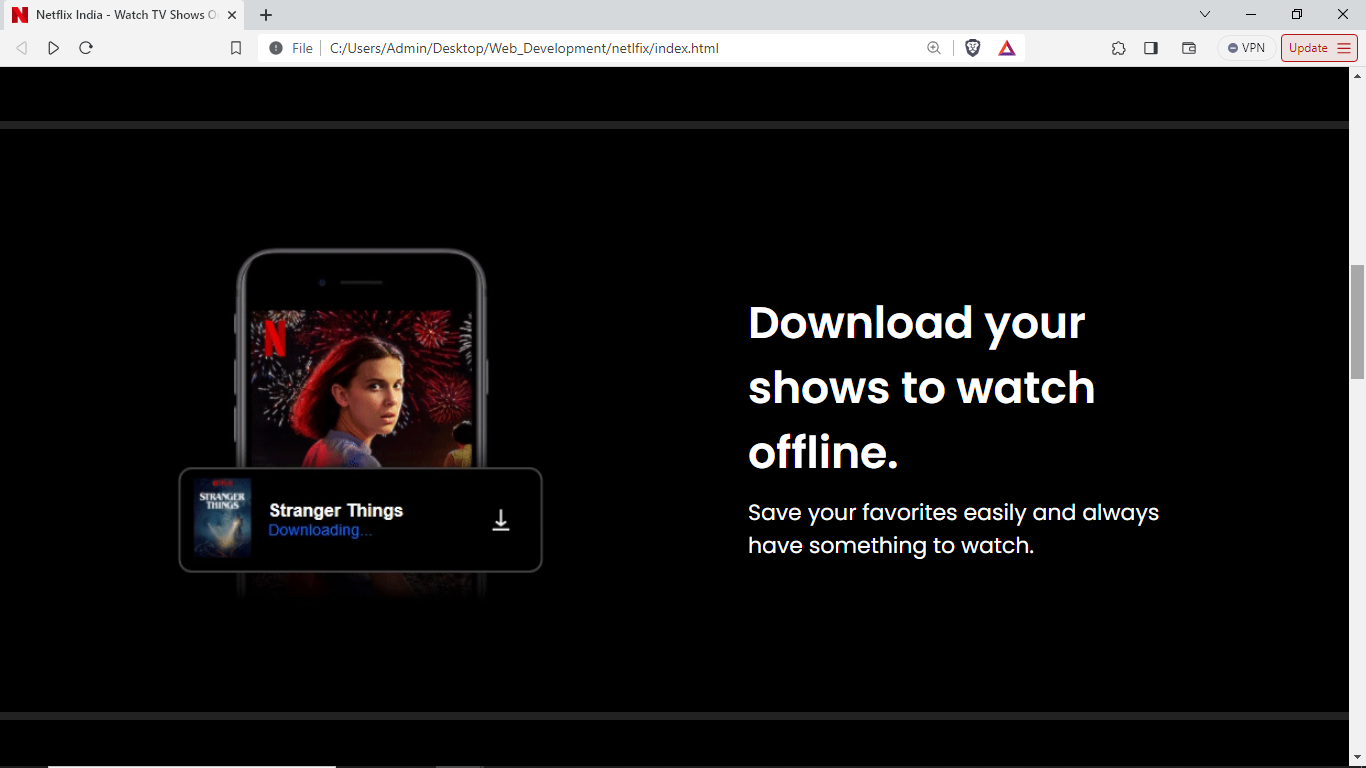 Netflix India - Watch TV Shows O
File
C:/Users/Admin/Desktop/Web_Development/netlfix/index.html
VPN
Update
N
STRANGER
THINGS
Stranger Things
Downloading...
Download your
shows to watch
offline.
Save your favorites easily and always
have something to watch.